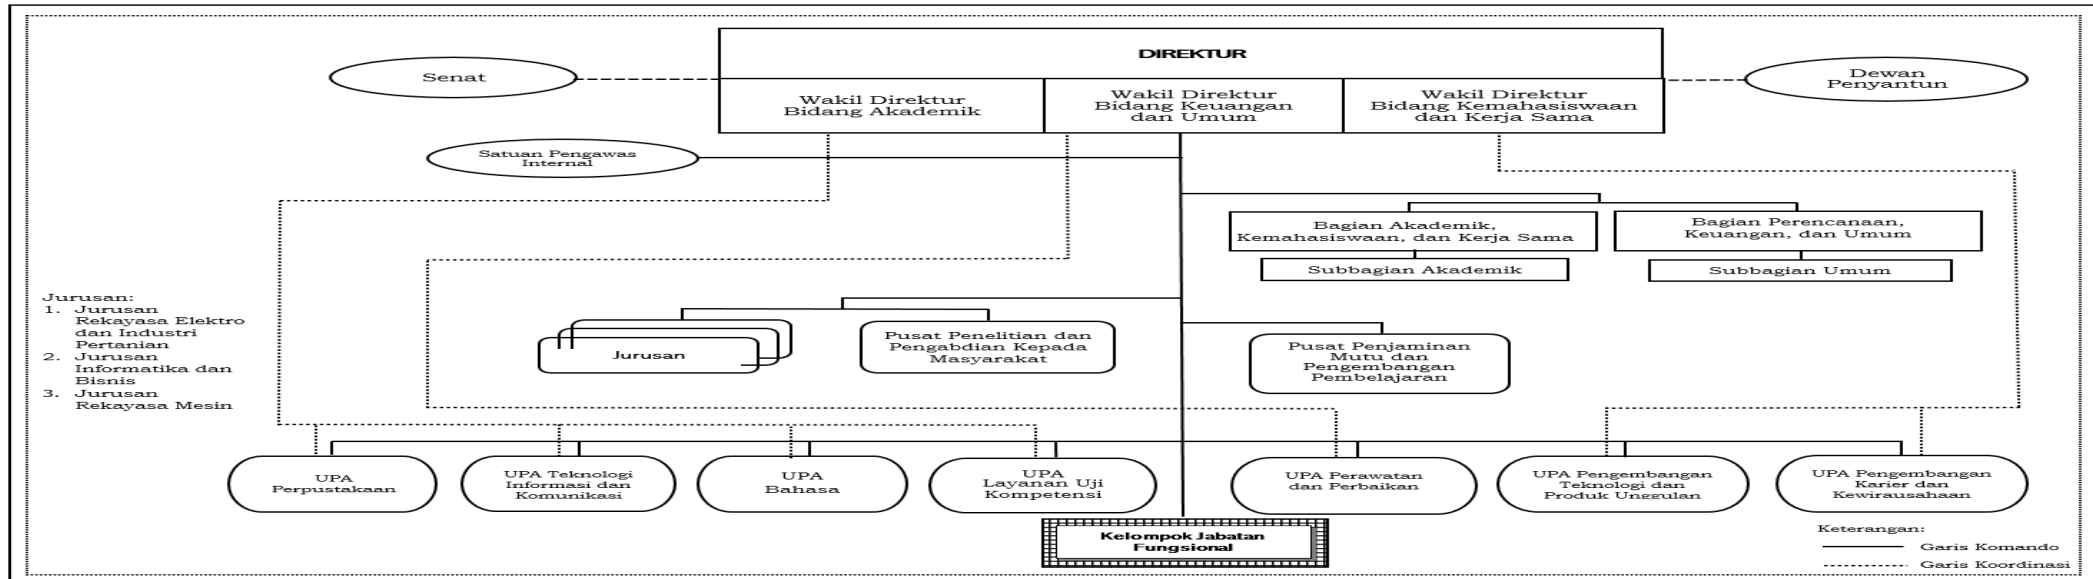 DIREKTUR
Senat
Dewan
Penyantun
Wakil Direktur
Bidang Akademik
Wakil Direktur
Bidang Keuangan
dan Umum
Wakil Direktur
Bidang Kemahasiswaan
dan Kerja Sama
Satuan Pengawas
Internal
Bagian Akademik,
Kemahasiswaan, dan Kerja Sama
Bagian Perencanaan,
Keuangan, dan Umum
Subbagian Akademik
Subbagian Umum
Jurusan:
1. Jurusan
Rekayasa Elektro
dan Industri
Pertanian
2. Jurusan
Informatika dan
Bisnis
3. Jurusan
Rekayasa Mesin
Jurusan
Pusat Penelitian dan
Pengabdian Kepada
Masyarakat
Pusat Penjaminan
Mutu dan
Pengembangan
Pembelajaran
UPA
Perpustakaan
UPA Teknologi
Informasi dan
Komunikasi
UPA
Bahasa
UPA
Layanan Uji
Kompetensi
UPA Perawatan
dan Perbaikan
UPA Pengembangan
Teknologi dan
Produk Unggulan
UPA Pengembangan
Karier dan
Kewirausahaan
Kelompok Jabatan
Fungsional
Keterangan:
Garis Komando
Garis Koordinasi